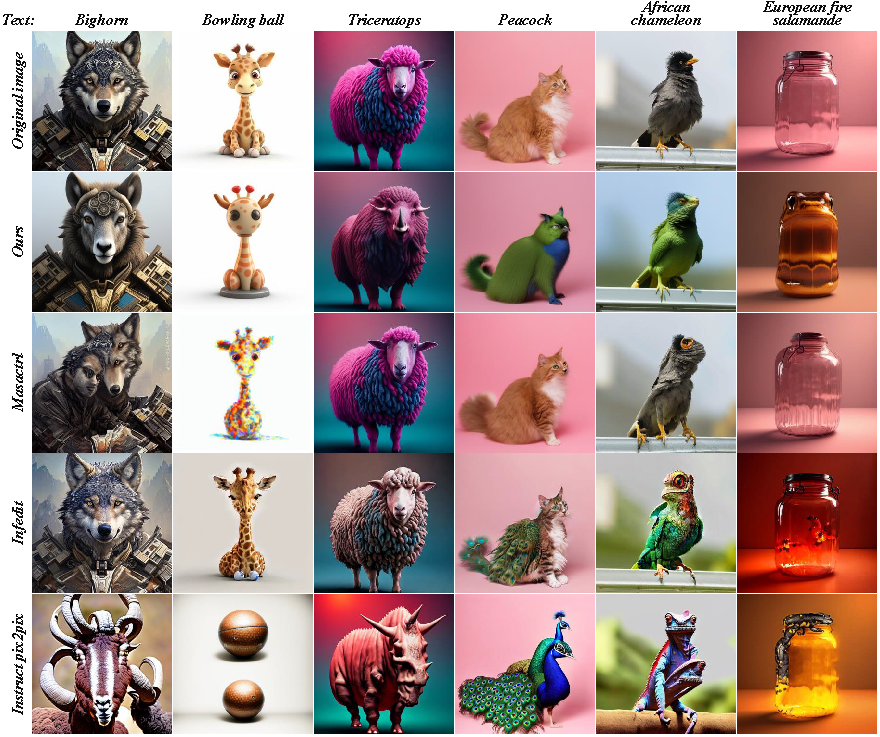 African European fire
Text: Bighorn Bowling ball Triceratops Peacock chameleon salamande
Original image
Ours
Masactrl
Infedit
Instruct pix2pix